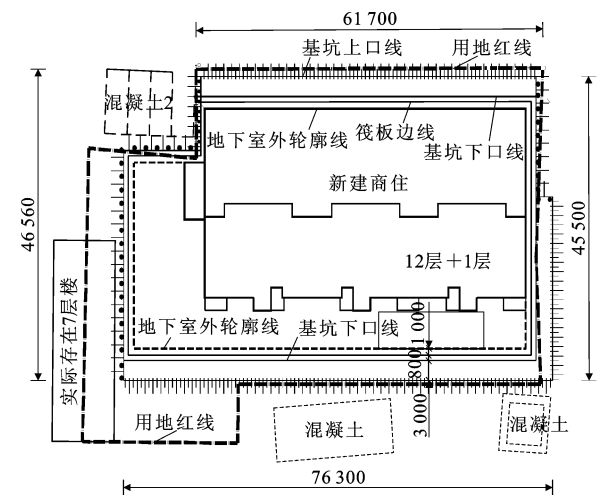 61 700
基坑上口线
用地红线
混凝土2
地下室外轮廓线
筏板边线
基坑下口线
新建商住
46 560
45 500
12层+1层
实际存在7层楼
地下室外轮廓线
基坑下口线
1 000
800
3 000
用地红线
混凝土
混凝土
76 300